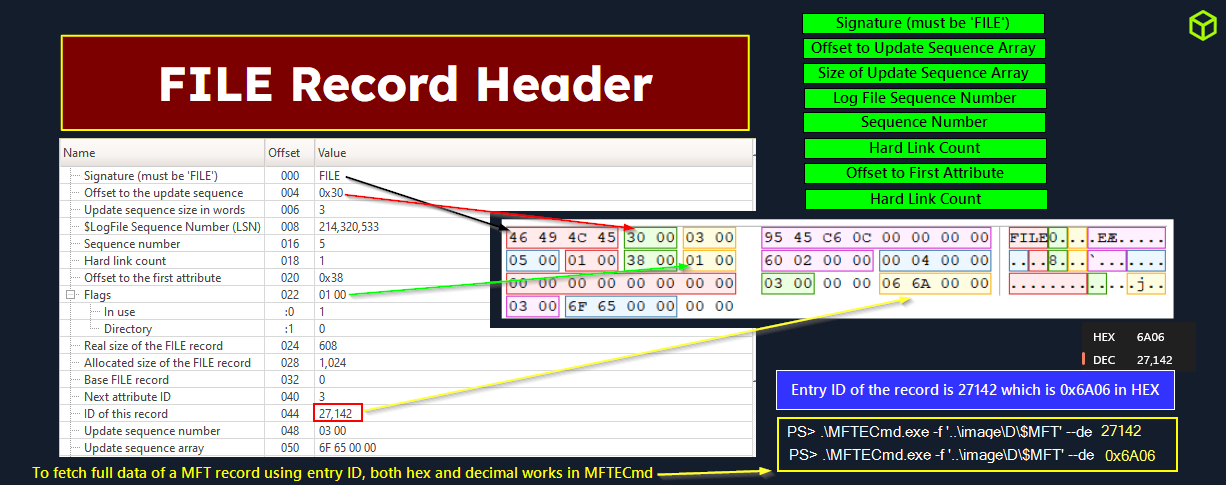 FILE Record Header
Signature (must be 'FILE')
Offset to Update Sequence Array)
Size of Update Sequence Array)
Log File Sequence Number
Sequence Number
Hard Link Count
Offset to First Attribute
Hard Link Count
Name Offset Value
Signature (must be 'FILE') 000 FILE
Offset to the update sequence 004 0x30
Update sequence size in words 006 3
$LogFile Sequence Number (LSN) 008 214,320,533
Sequence number 016 5
Hard link count 018 1
Offset to the first attribute 020 0x38
Flags 022 01 00
In use :0 1
Directory :1 0
Real size of the FILE record 024 608
Allocated size of the FILE record 028 1,024
Base FILE record 032 0
Next attribute ID 040 3
ID of this record 044 27,142
Update sequence number 048 03 00
Update sequence array 050 6F 65 00 00
46 49 4C 45 30 00 03 00 95 45 C6 0C 00 00 00 00 FILE0...EÆ.....
05 00 01 00 38 00 01 00 60 02 00 00 00 04 00 00 ....8...`.......
00 00 00 00 00 00 00 00 03 00 00 00 06 6A 00 00 .............j..
03 00 6F 65 00 00 00 00
HEX 6A06
DEC 27,142
Entry ID of the record is 27142 which is 0x6A06 in HEX
PS> .\MFTECmd.exe -f '..\image\D\$MFT' --de 27142
PS> .\MFTECmd.exe -f '..\image\D\$MFT' --de 0x6A06
To fetch full data of a MFT record using entry ID, both hex and decimal works in MFTECmd